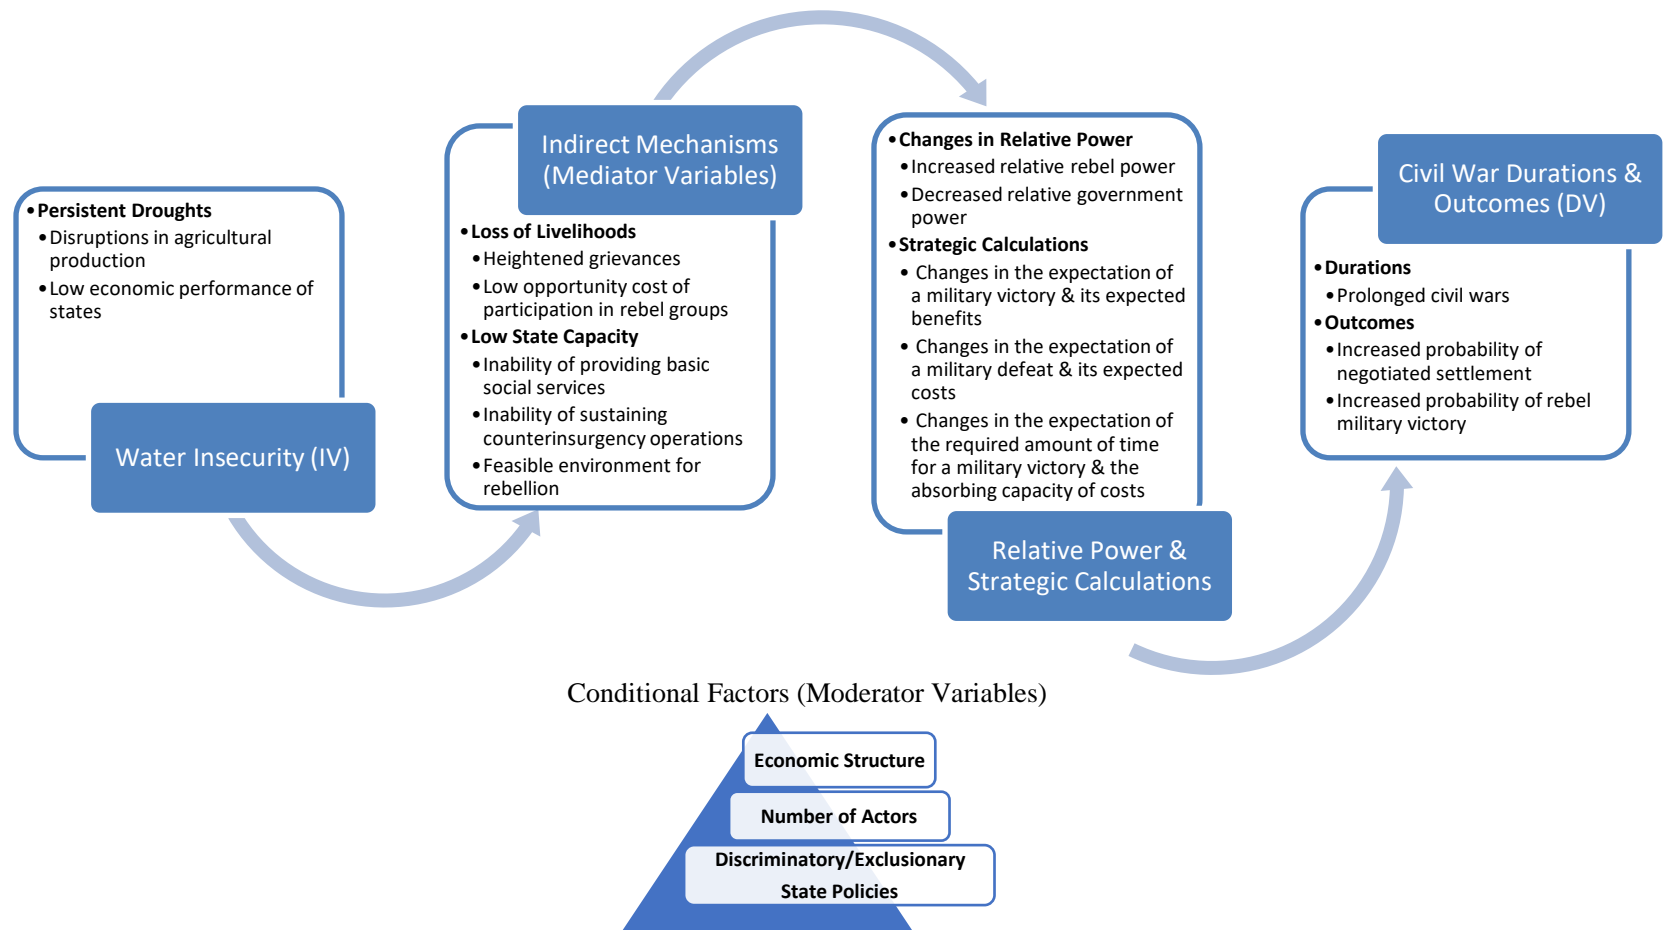 •Persistent Droughts
•Disruptions in agricultural
production
•Low economic performance of
states
Water Insecurity (IV)
Indirect Mechanisms
(Mediator Variables)
•Loss of Livelihoods
•Heightened grievances
•Low opportunity cost of
participation in rebel groups
•Low State Capacity
•Inability of providing basic
social services
•Inability of sustaining
counterinsurgency operations
•Feasible environment for
rebellion
•Changes in Relative Power
•Increased relative rebel power
•Decreased relative government
power
•Strategic Calculations
• Changes in the expectation of
a military victory & its expected
benefits
• Changes in the expectation of
a military defeat & its expected
costs
• Changes in the expectation of
the required amount of time
for a military victory & the
absorbing capacity of costs
Relative Power &
Strategic Calculations
Civil War Durations &
Outcomes (DV)
•Durations
•Prolonged civil wars
•Outcomes
•Increased probability of
negotiated settlement
•Increased probability of rebel
military victory
Conditional Factors (Moderator Variables)
Economic Structure
Number of Actors
Discriminatory/Exclusionary
State Policies